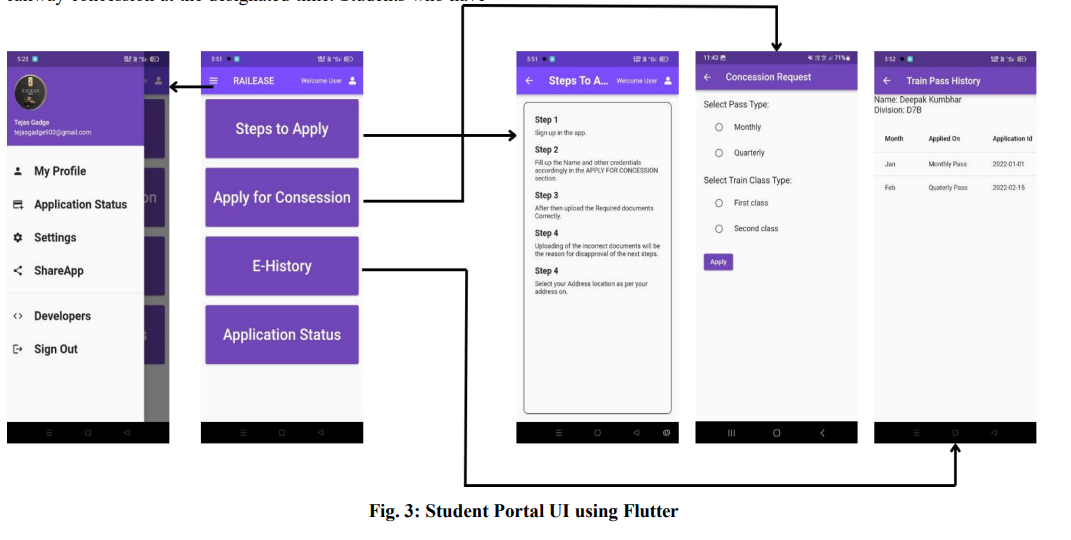 railway concession at the designated time. Students who have
5:23
Tejas Gadge
tejasgadge903@gmail.com
My Profile
Application Status
Settings
ShareApp
Developers
Sign Out
on
s
5:51
RAILEASE
Welcome User
Steps to Apply
Apply for Consession
E-History
Application Status
5:51
Steps To A...
Welcome User
Step 1
Sign up in the app.
Step 2
Fill up the Name and other credentials
accordingly in the APPLY FOR CONCESSION
section.
Step 3
After then upload the Required documents
Correctly.
Step 4
Uploading of the incorrect documents will be
the reason for disapproval of the next steps.
Step 4
Select your Address location as per your
address on.
11:43
71%
Concession Request
Select Pass Type:
Monthly
Quarterly
Select Train Class Type:
First class
Second class
Apply
5:52
Train Pass History
Name: Deepak Kumbhar
Division: D7B
Month Applied On Application Id
Jan Monthly Pass 2022-01-01
Feb Quaterly Pass 2022-02-15
Fig. 3: Student Portal UI using Flutter